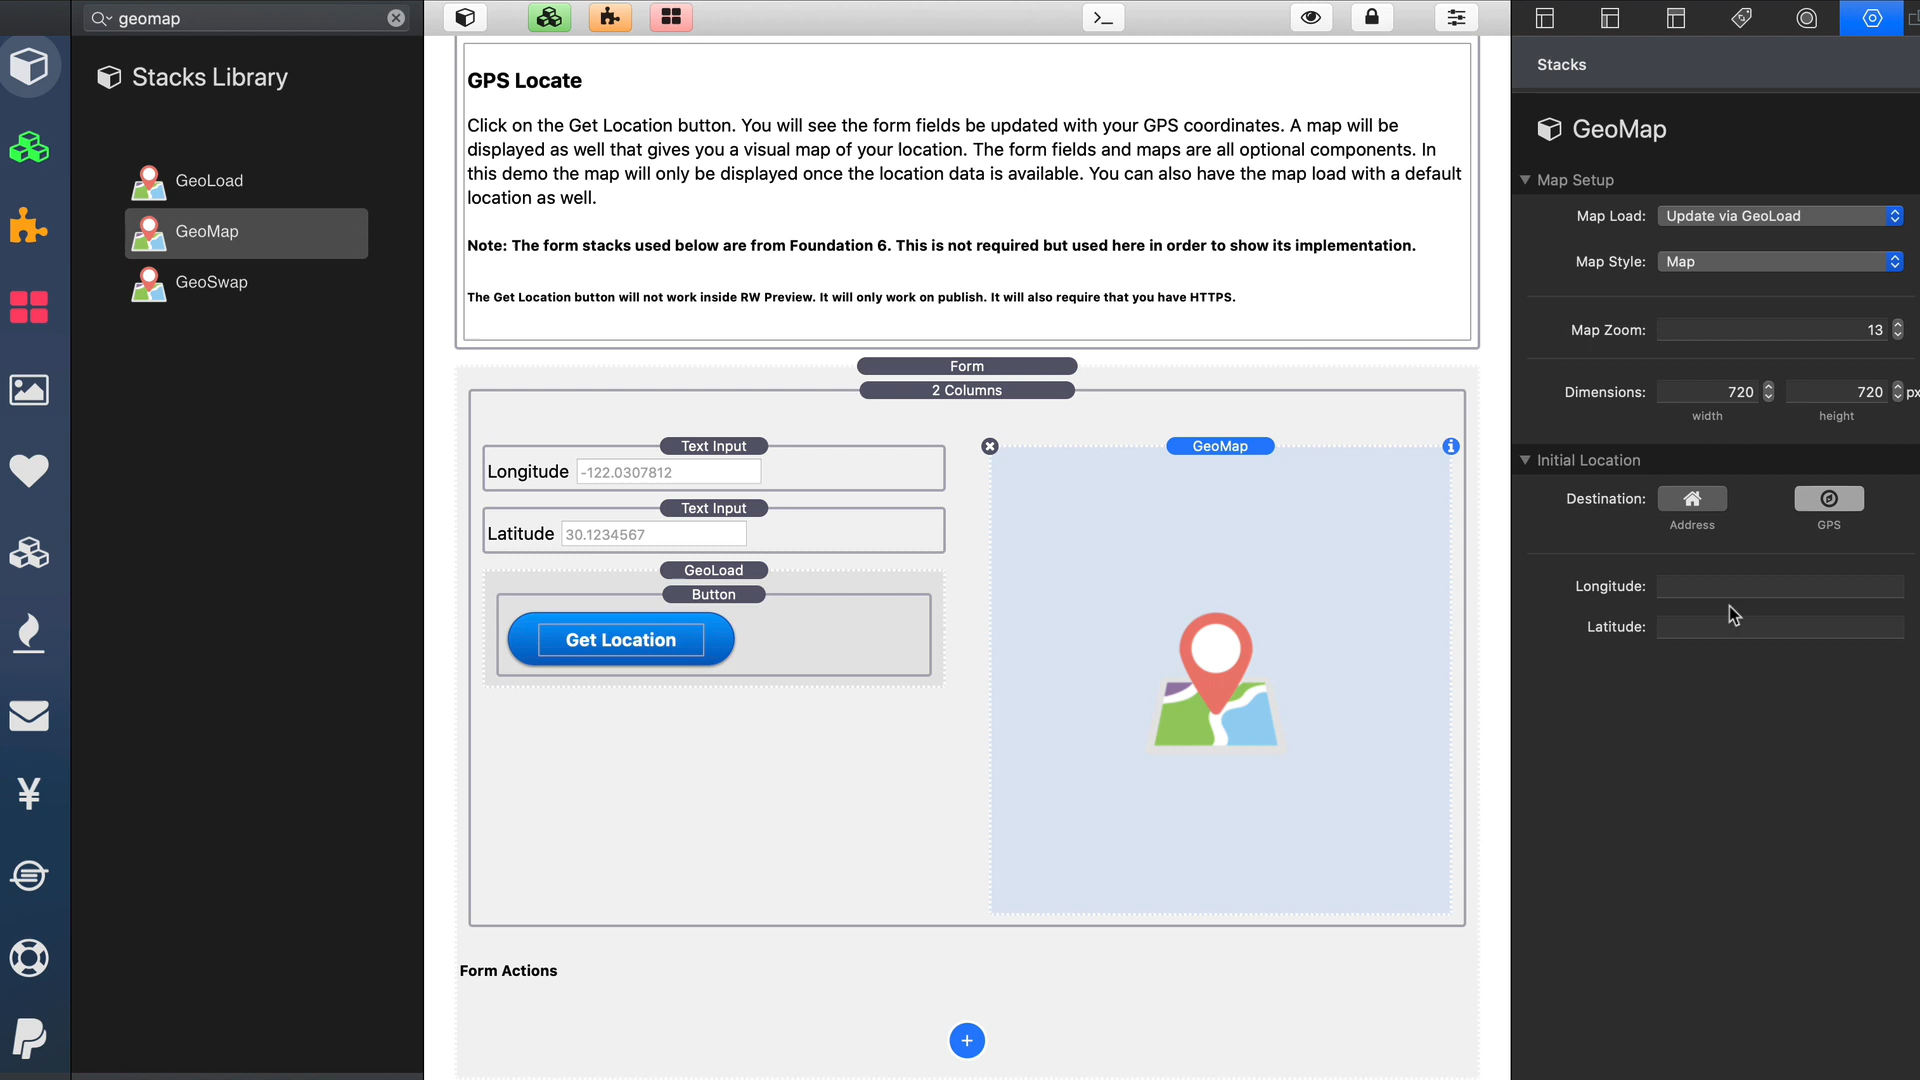 geomap
Stacks Library
GeoLoad
GeoMap
GeoSwap
GPS Locate
Click on the Get Location button. You will see the form fields be updated with your GPS coordinates. A map will be
displayed as well that gives you a visual map of your location. The form fields and maps are all optional components. In
this demo the map will only be displayed once the location data is available. You can also have the map load with a default
location as well.
Note: The form stacks used below are from Foundation 6. This is not required but used here in order to show its implementation.
The Get Location button will not work inside RW Preview. It will only work on publish. It will also require that you have HTTPS.
Form
2 Columns
Text Input
Longitude -122.0307812
Text Input
Latitude 30.1234567
GeoLoad
Button
Get Location
GeoMap
Form Actions
Stacks
GeoMap
Map Setup
Map Load: Update via GeoLoad
Map Style: Map
Map Zoom: 13
Dimensions: 720 720 px
width height
Initial Location
Destination:
Address GPS
Longitude:
Latitude: